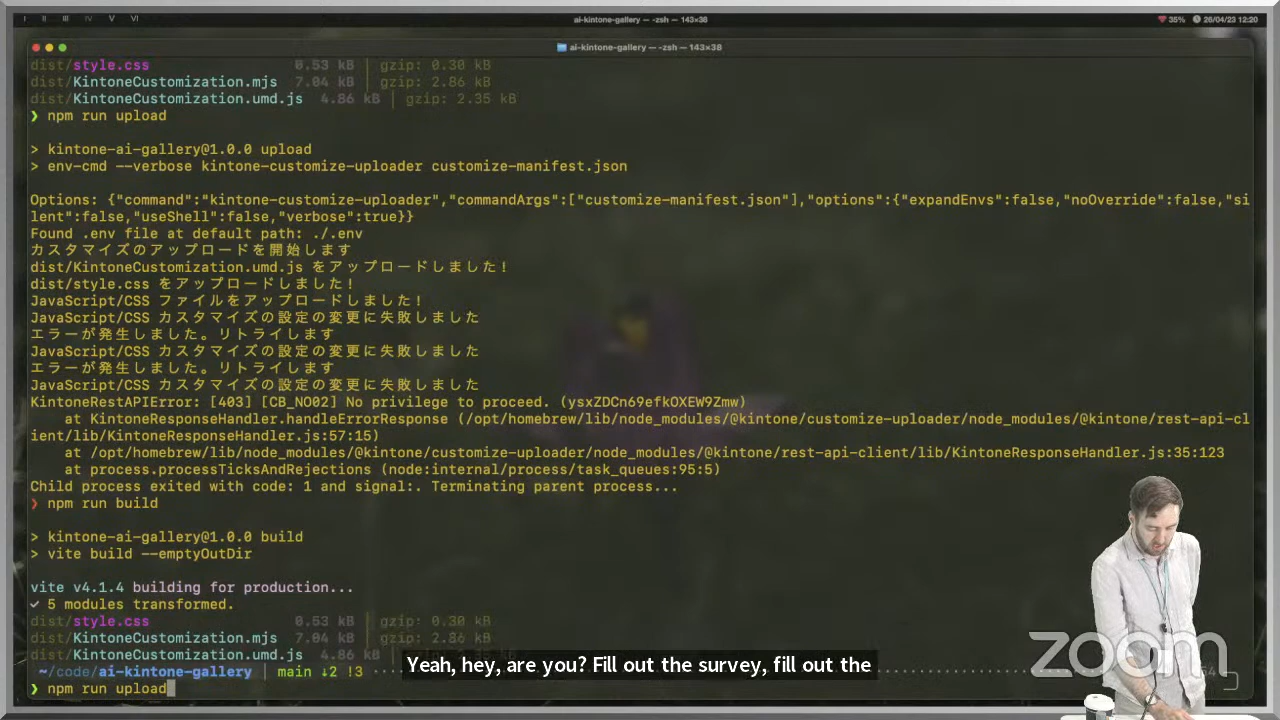 I II III IV V VI
ai-kintone-gallery — -zsh — 143×38
35% 26/04/23 12:20
ai-kintone-gallery — -zsh — 143×38
dist/style.css 0.53 kB │ gzip: 0.30 kB
dist/KintoneCustomization.mjs 7.04 kB │ gzip: 2.86 kB
dist/KintoneCustomization.umd.js 4.86 kB │ gzip: 2.35 kB
❯ npm run upload
> kintone-ai-gallery@1.0.0 upload
> env-cmd --verbose kintone-customize-uploader customize-manifest.json
Options: {"command":"kintone-customize-uploader","commandArgs":["customize-manifest.json"],"options":{"expandEnvs":false,"noOverride":false,"si
lent":false,"useShell":false,"verbose":true}}
Found .env file at default path: ./.env
カスタマイズのアップロードを開始します
dist/KintoneCustomization.umd.js をアップロードしました!
dist/style.css をアップロードしました!
JavaScript/CSS ファイルをアップロードしました!
JavaScript/CSS カスタマイズの設定の変更に失敗しました
エラーが発生しました。リトライします
JavaScript/CSS カスタマイズの設定の変更に失敗しました
エラーが発生しました。リトライします
JavaScript/CSS カスタマイズの設定の変更に失敗しました
KintoneRestAPIError: [403] [CB_NO02] No privilege to proceed. (ysxZDCn69efkOXEW9Zmw)
at KintoneResponseHandler.handleErrorResponse (/opt/homebrew/lib/node_modules/@kintone/customize-uploader/node_modules/@kintone/rest-api-cl
ient/lib/KintoneResponseHandler.js:57:15)
at /opt/homebrew/lib/node_modules/@kintone/customize-uploader/node_modules/@kintone/rest-api-client/lib/KintoneResponseHandler.js:35:123
at process.processTicksAndRejections (node:internal/process/task_queues:95:5)
Child process exited with code: 1 and signal:. Terminating parent process...
❯ npm run build
> kintone-ai-gallery@1.0.0 build
> vite build --emptyOutDir
vite v4.1.4 building for production...
✓ 5 modules transformed.
dist/style.css 0.53 kB │ gzip: 0.30 kB
dist/KintoneCustomization.mjs 7.04 kB │ gzip: 2.86 kB
dist/KintoneCustomization.umd.js 4.86 kB
~/code/ai-kintone-gallery | main ↓2 !3
❯ npm run upload
Yeah, hey, are you? Fill out the survey, fill out the
zoom